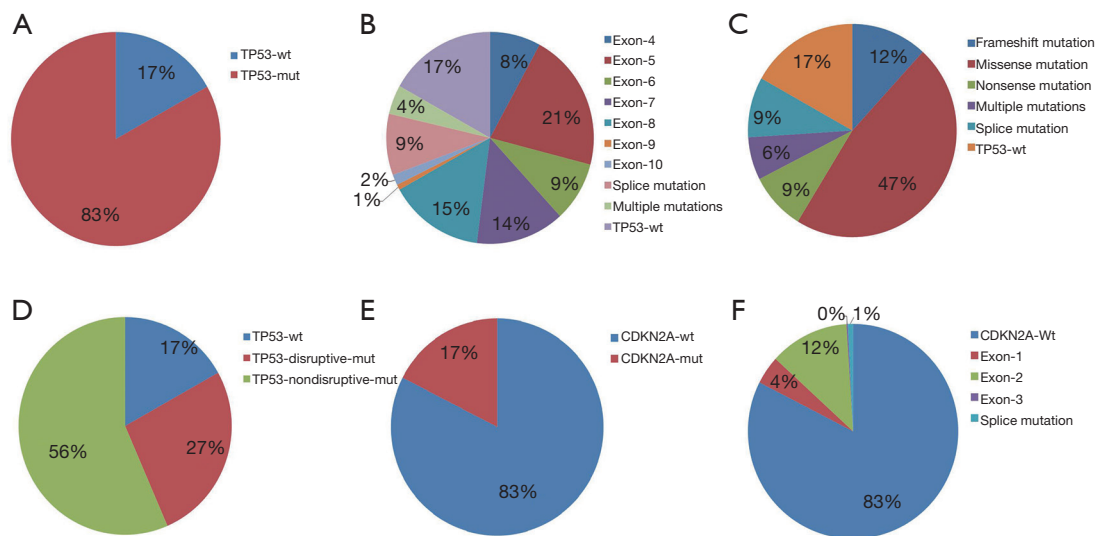 A
17%
83%
TP53-wt
TP53-mut
B
8%
21%
9%
14%
15%
1%
2%
9%
4%
17%
Exon-4
Exon-5
Exon-6
Exon-7
Exon-8
Exon-9
Exon-10
Splice mutation
Multiple mutations
TP53-wt
C
12%
47%
9%
6%
9%
17%
Frameshift mutation
Missense mutation
Nonsense mutation
Multiple mutations
Splice mutation
TP53-wt
D
17%
27%
56%
TP53-wt
TP53-disruptive-mut
TP53-nondisruptive-mut
E
17%
83%
CDKN2A-wt
CDKN2A-mut
F
0%
1%
12%
4%
83%
CDKN2A-Wt
Exon-1
Exon-2
Exon-3
Splice mutation